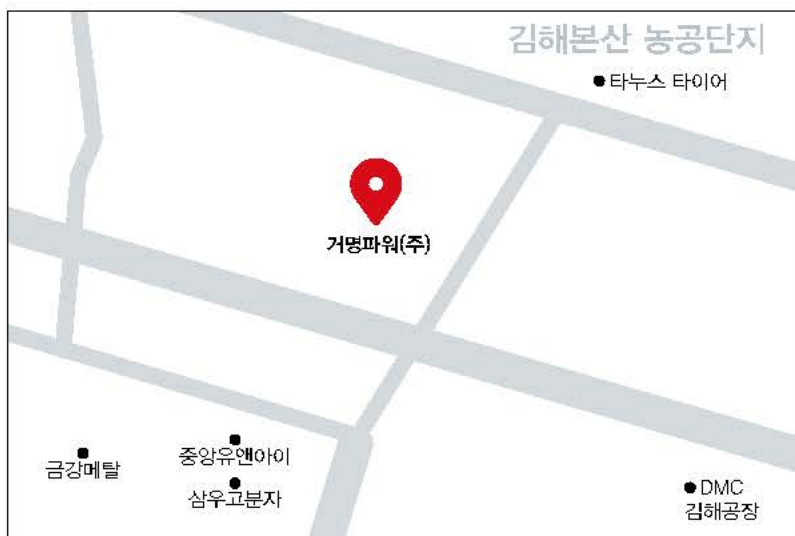 김해본산 농공단지
타누스 타이어
거명파워(주)
중앙유앤아이
금강메탈
삼우고분자
DMC
김해공장